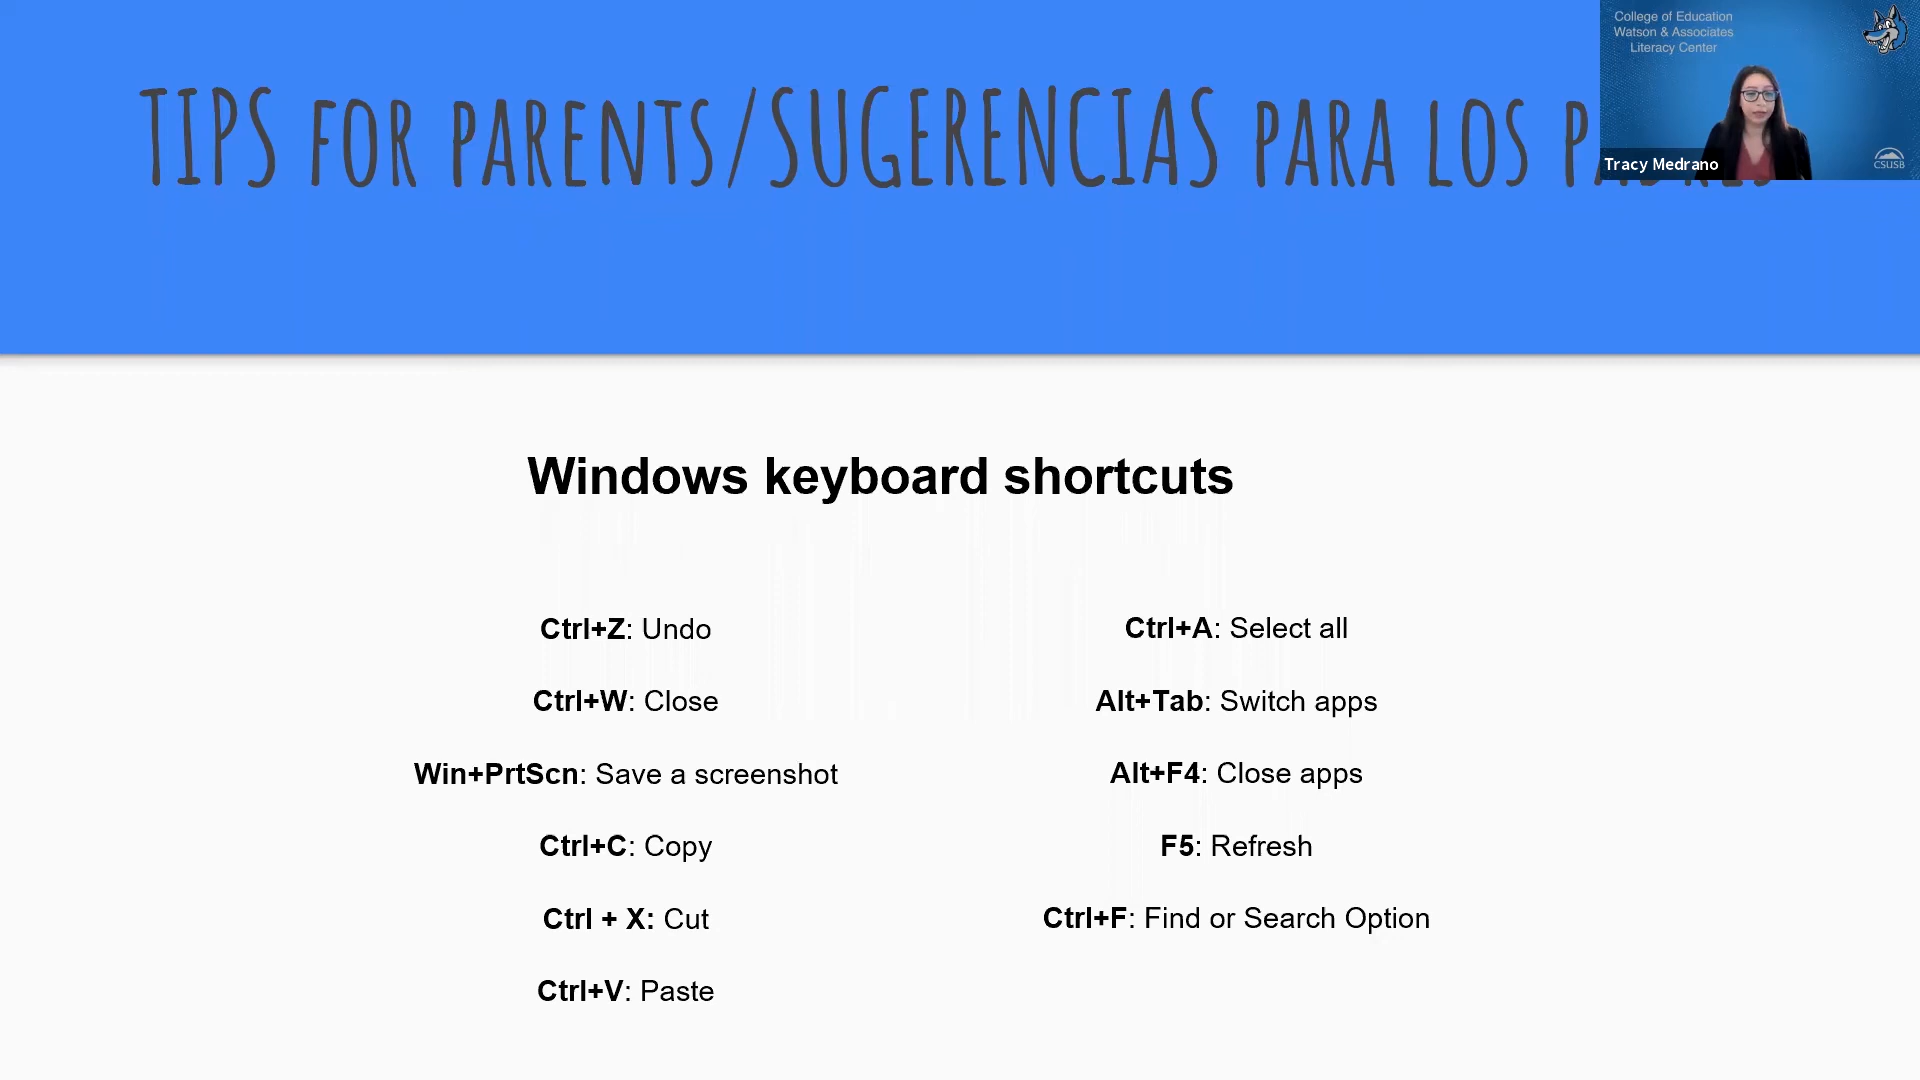 TIPS FOR PARENTS/SUGERENCIAS PARA LOS
College of Education
Watson & Associates
Literacy Center
Tracy Medrano
CSUSB
Windows keyboard shortcuts
Ctrl+Z: Undo
Ctrl+W: Close
Win+PrtScn: Save a screenshot
Ctrl+C: Copy
Ctrl + X: Cut
Ctrl+V: Paste
Ctrl+A: Select all
Alt+Tab: Switch apps
Alt+F4: Close apps
F5: Refresh
Ctrl+F: Find or Search Option